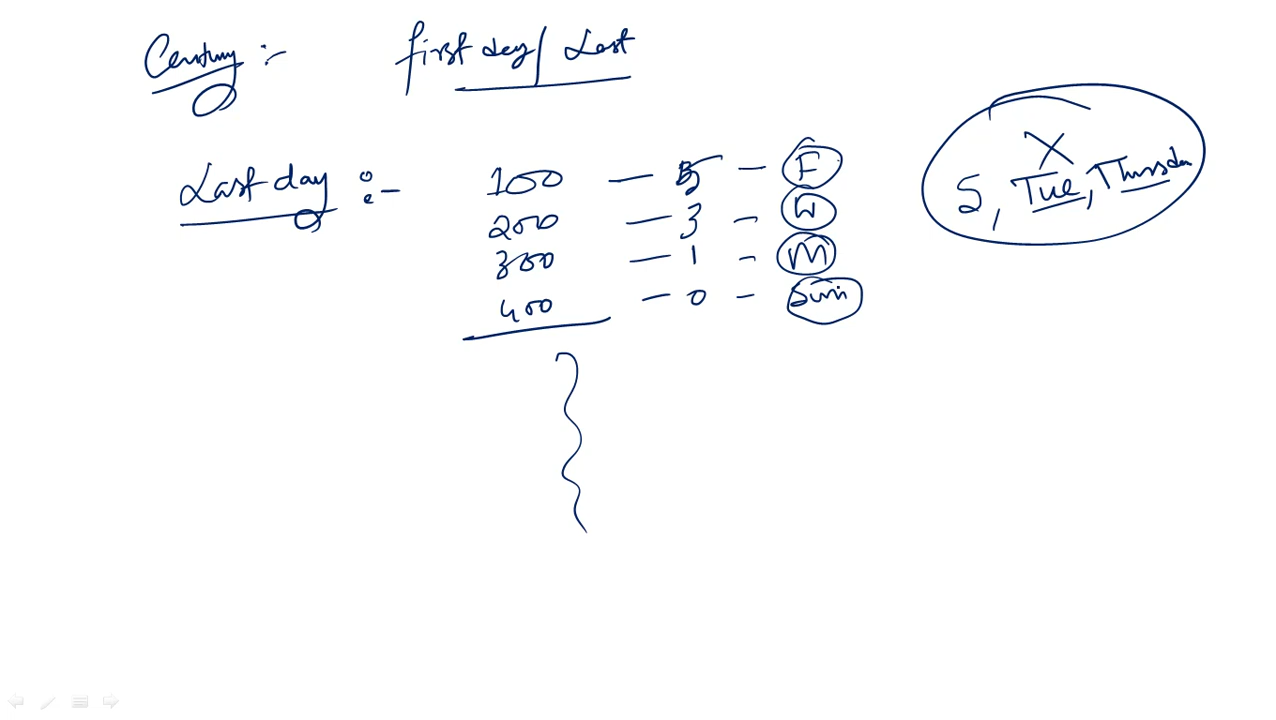 Century :- first day/ Last
Last day :- 100 — 5 — F
200 — 3 — W
300 — 1 - M
400 — 0 - Sun
X
S, Tue, Thursda